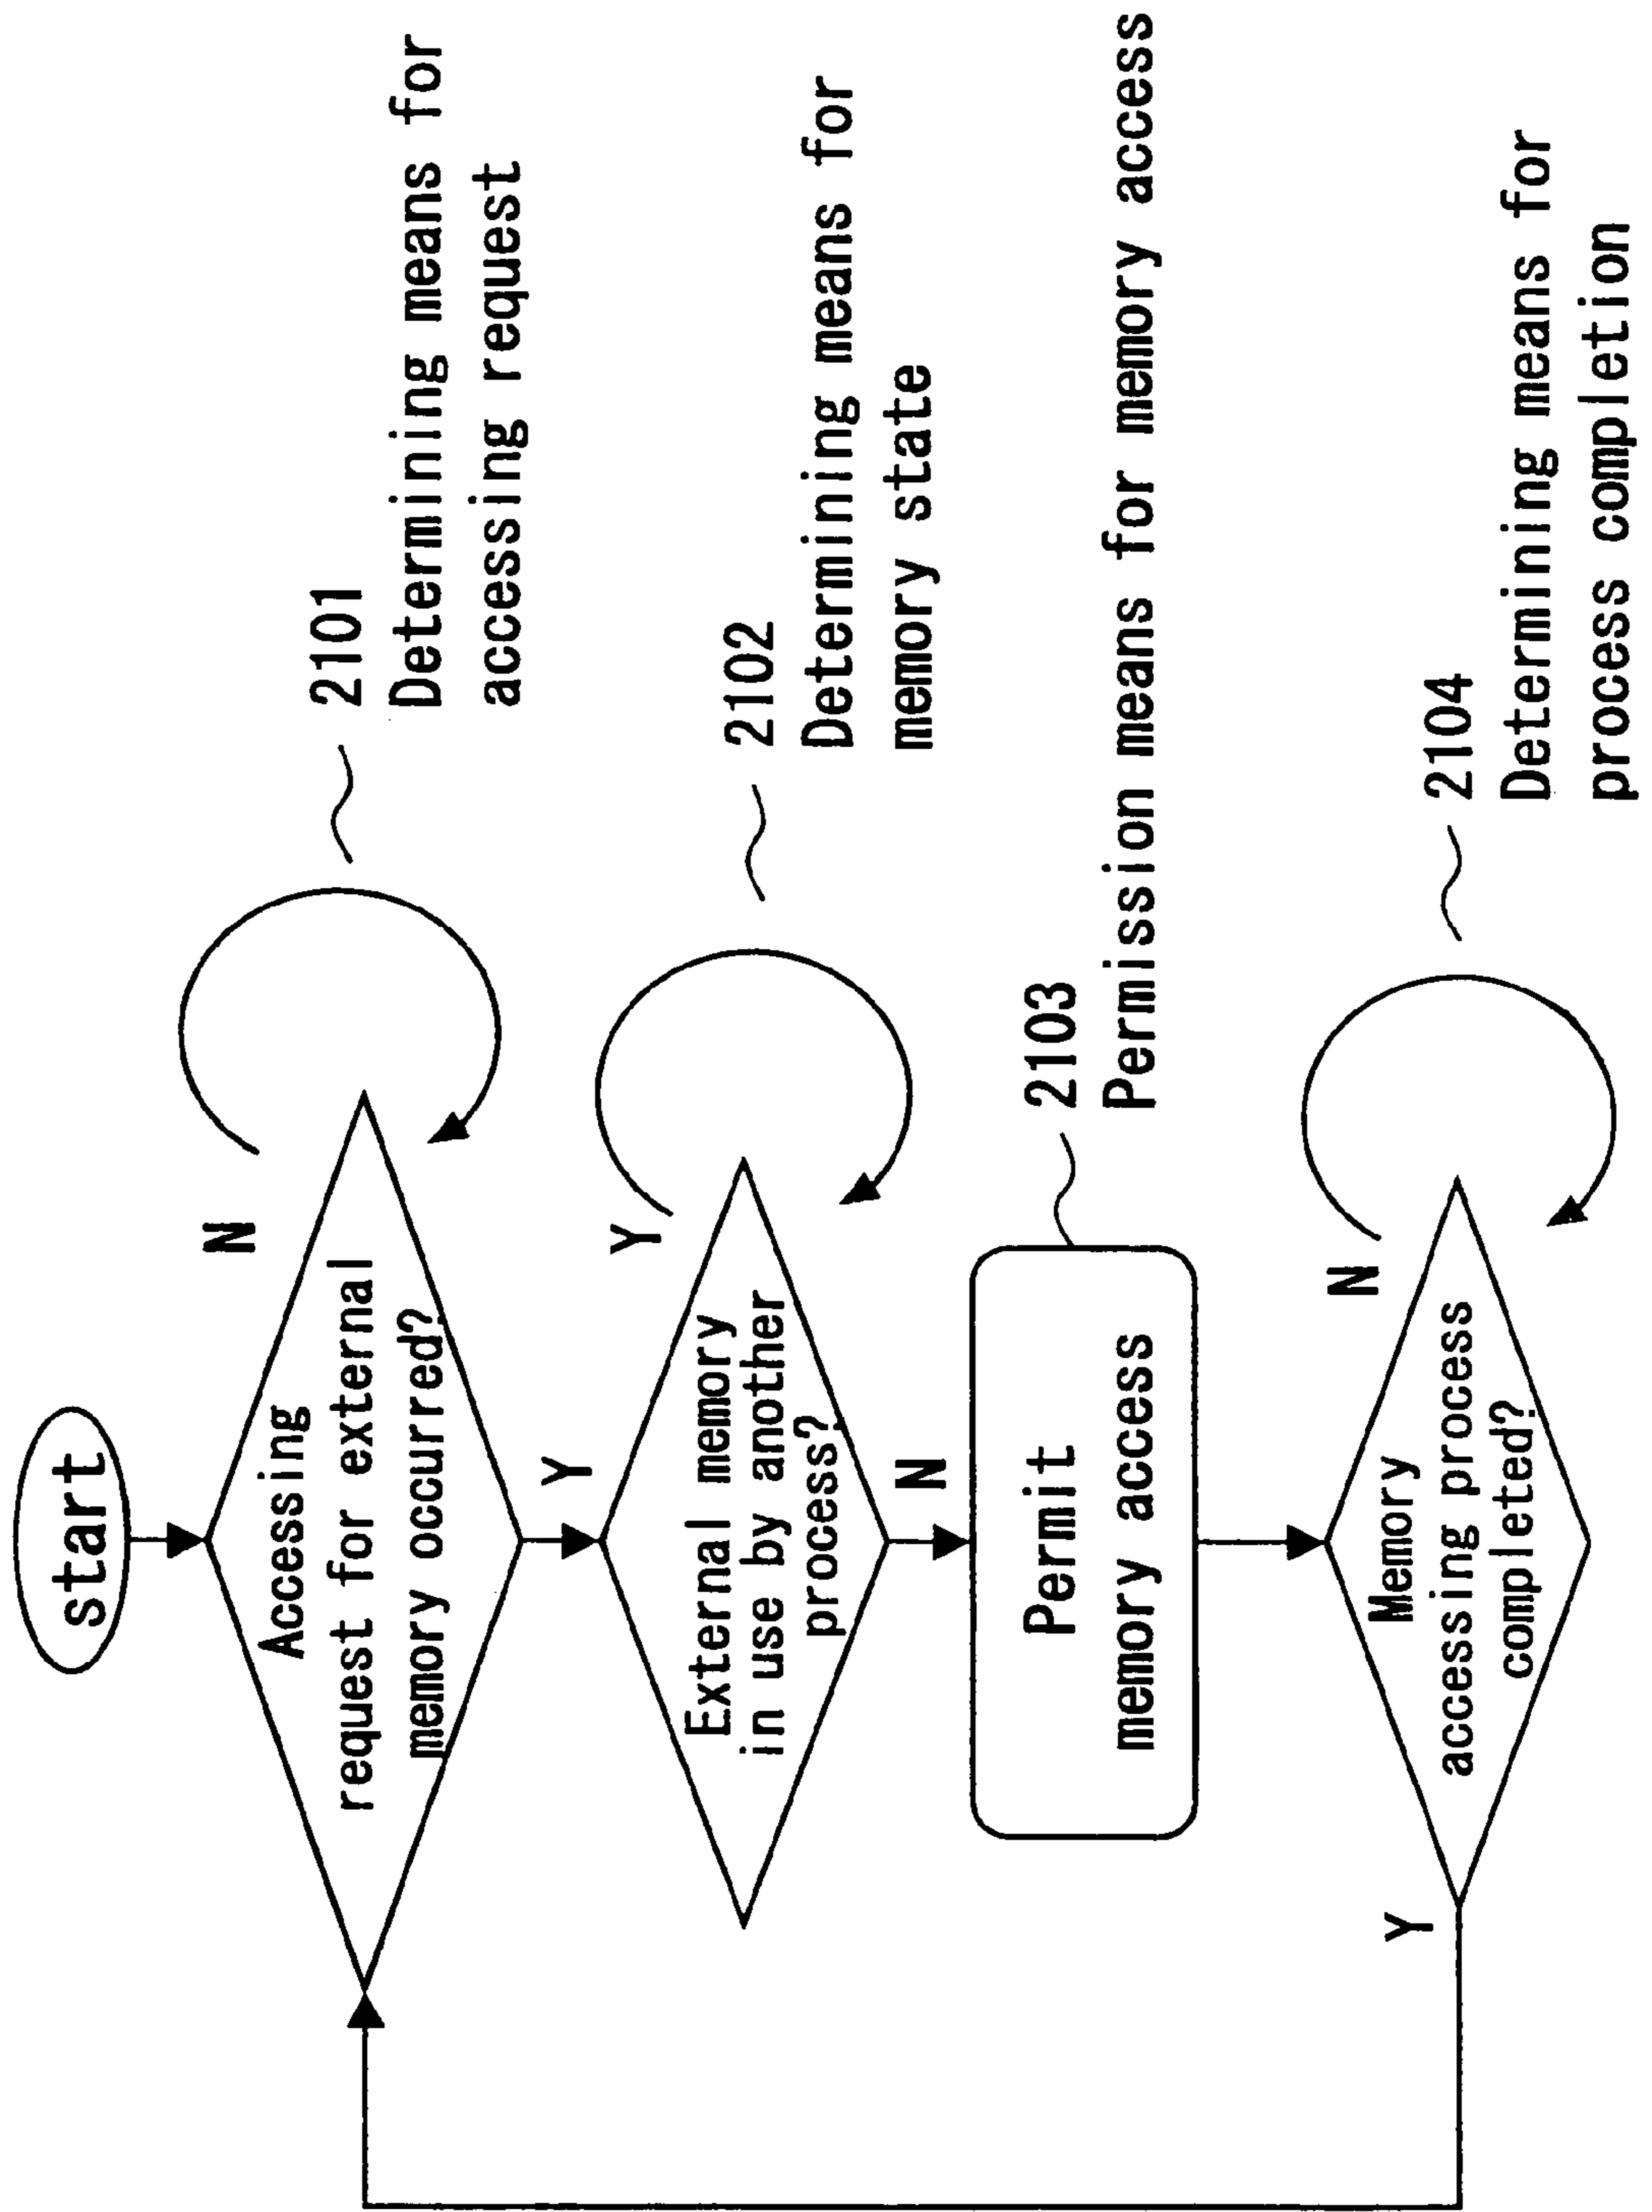 start
Accessing
request for external
memory occurred?
N
2101
Determining means for
accessing request
Y
External memory
in use by another
process?
Y
2102
Determining means for
memory state
N
Permit
memory access
2103
Permission means for memory access
Memory
accessing process
completed?
N
2104
Determining means for
process completion
Y